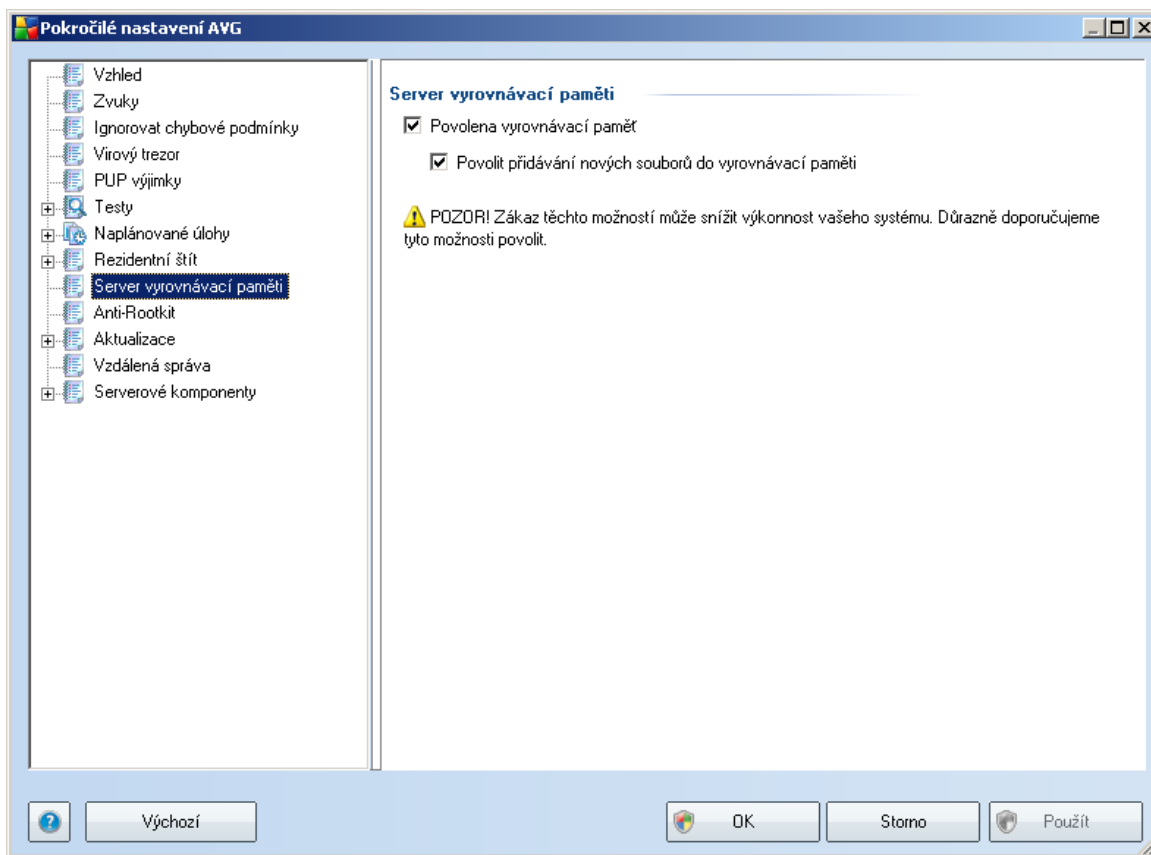 Pokročilé nastavení AVG
Vzhled
Zvuky
Ignorovat chybové podmínky
Virový trezor
PUP výjimky
Testy
Naplánované úlohy
Rezidentní štít
Server vyrovnávací paměti
Anti-Rootkit
Aktualizace
Vzdálená správa
Serverové komponenty
Server vyrovnávací paměti
Povolena vyrovnávací paměť
Povolit přidávání nových souborů do vyrovnávací paměti
POZOR! Zákaz těchto možností může snížit výkonnost vašeho systému. Důrazně doporučujeme
tyto možnosti povolit.
Výchozí
OK
Storno
Použít